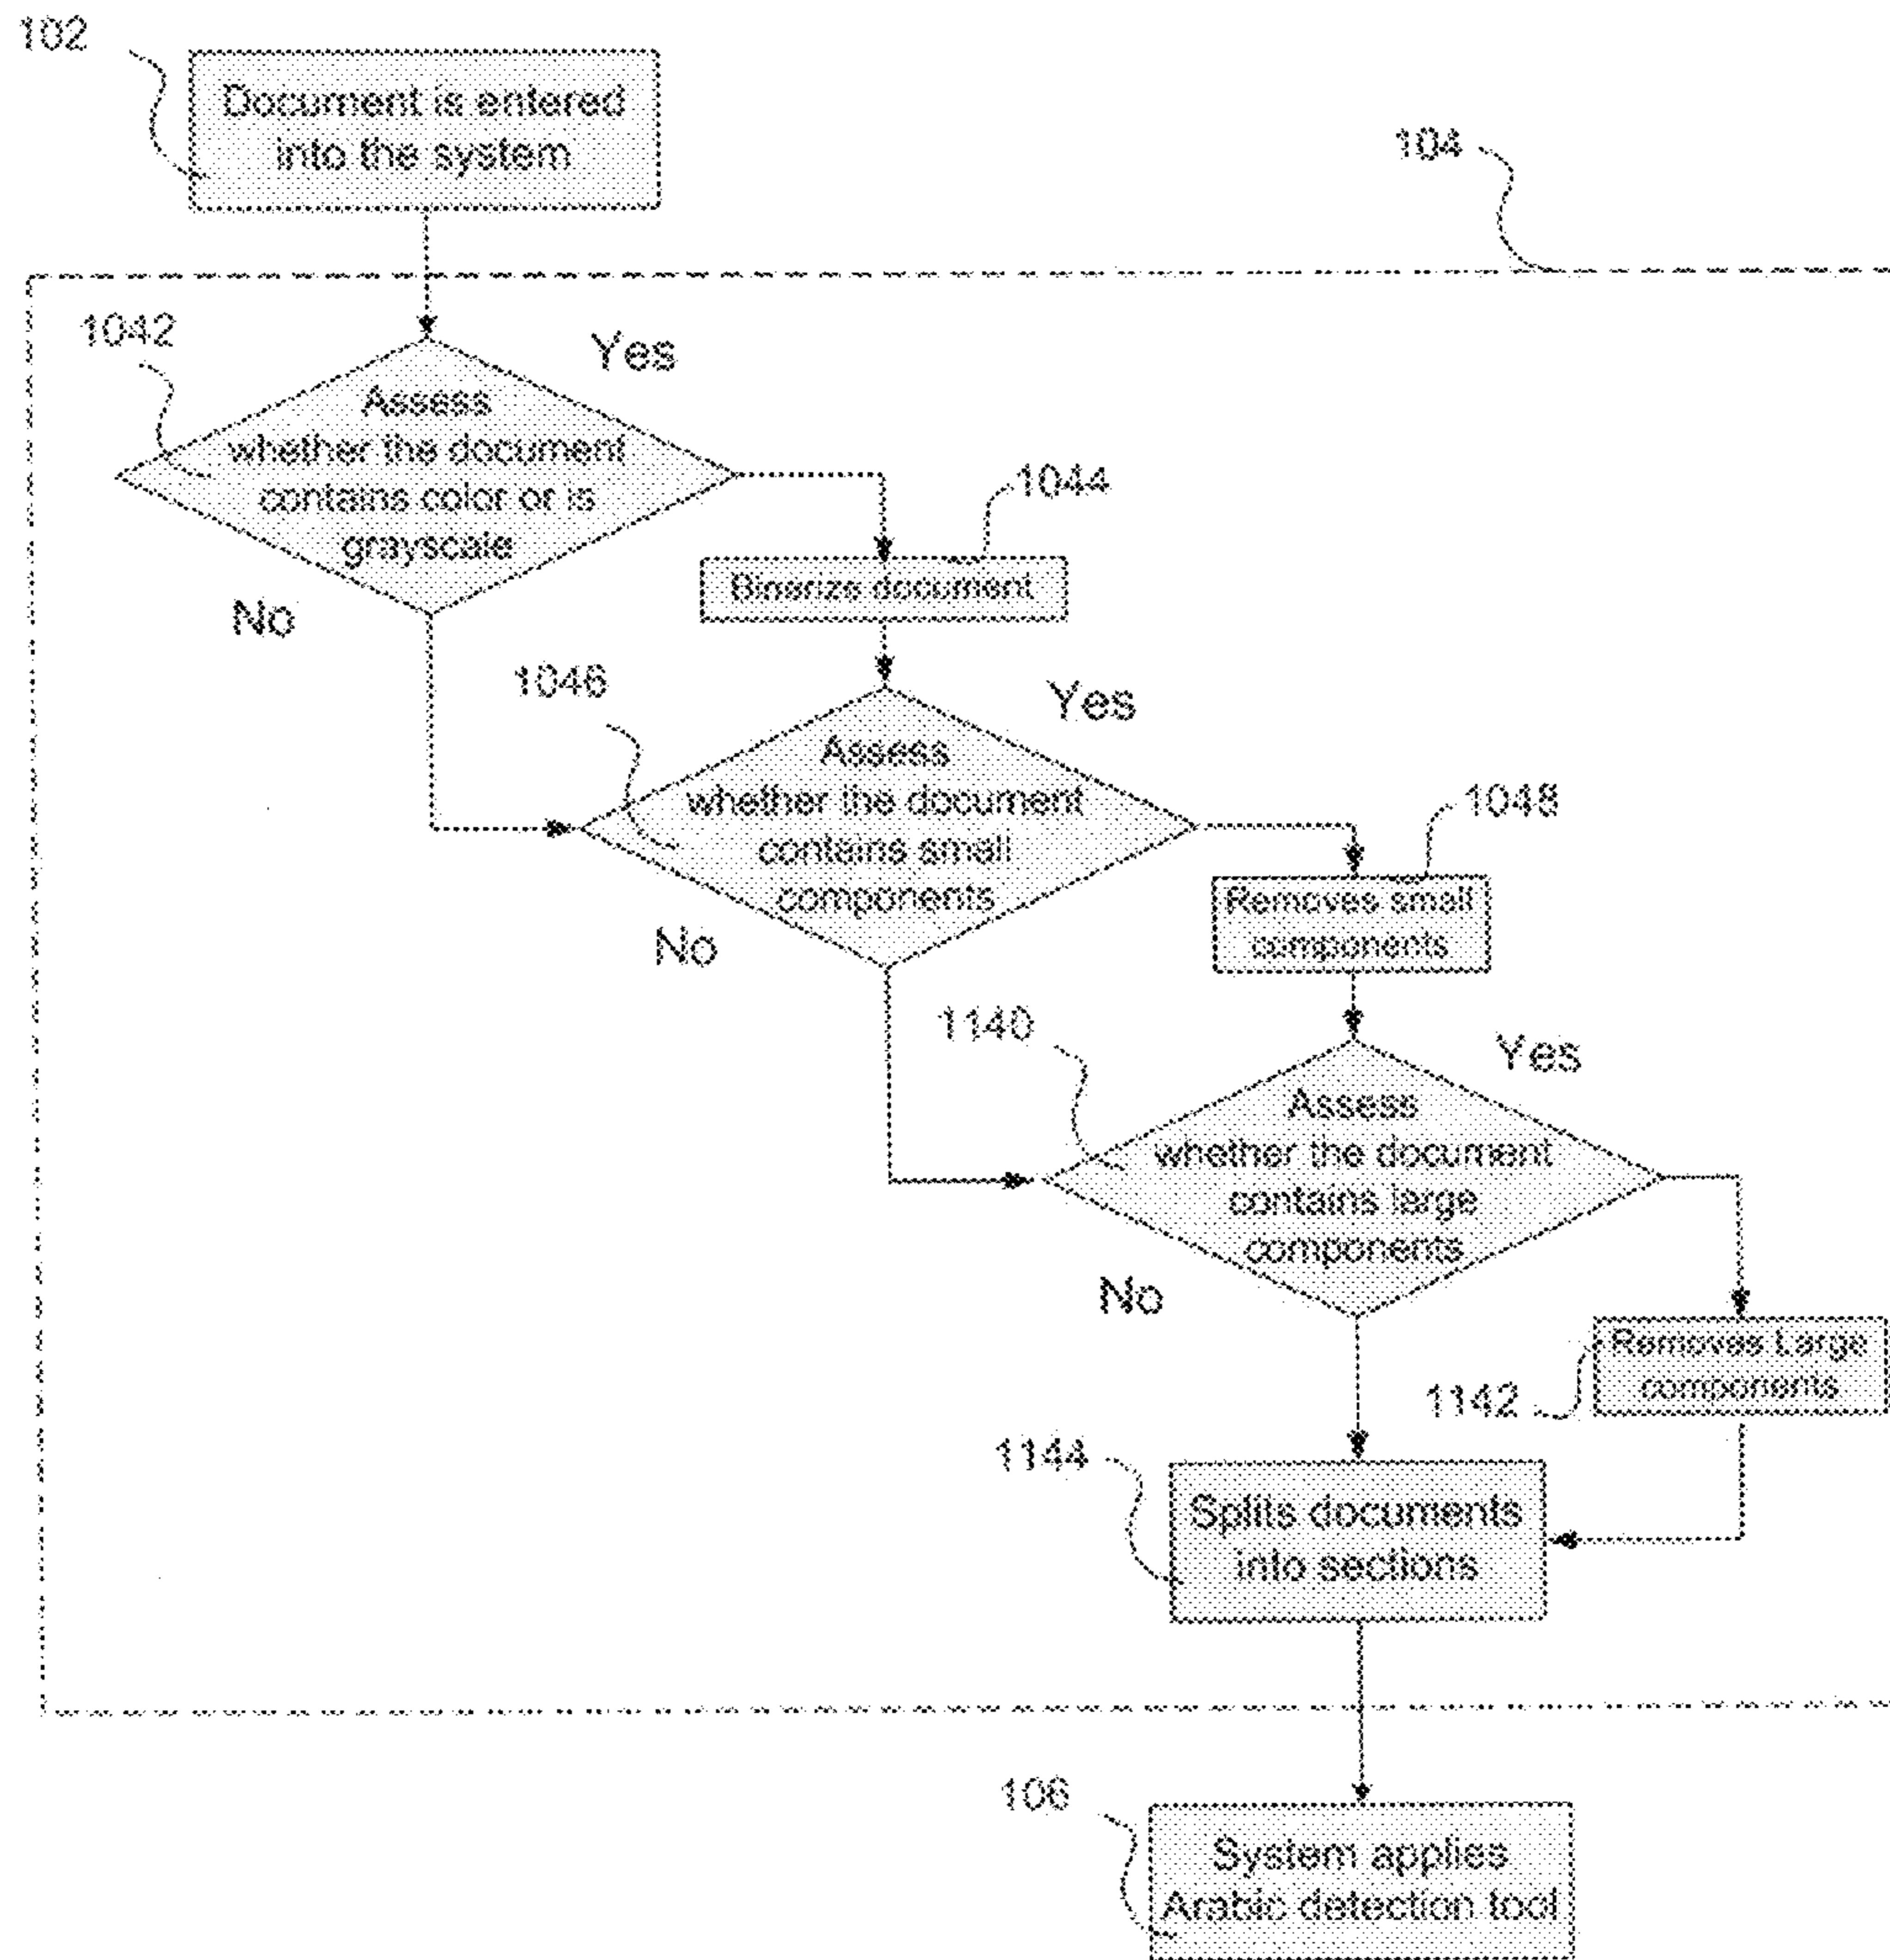 102
Document is entered
into the system
104
1042
Yes
Assess
whether the document
contains color or is
grayscale
No
1044
Binerize document
1046
Yes
Assess
whether the document
contains small
components
No
1048
Removes small
components
1140
Yes
Assess
whether the document
contains large
components
No
1142
Removes Large
components
1144
Splits documents
into sections
106
System applies
Arabic detection tool